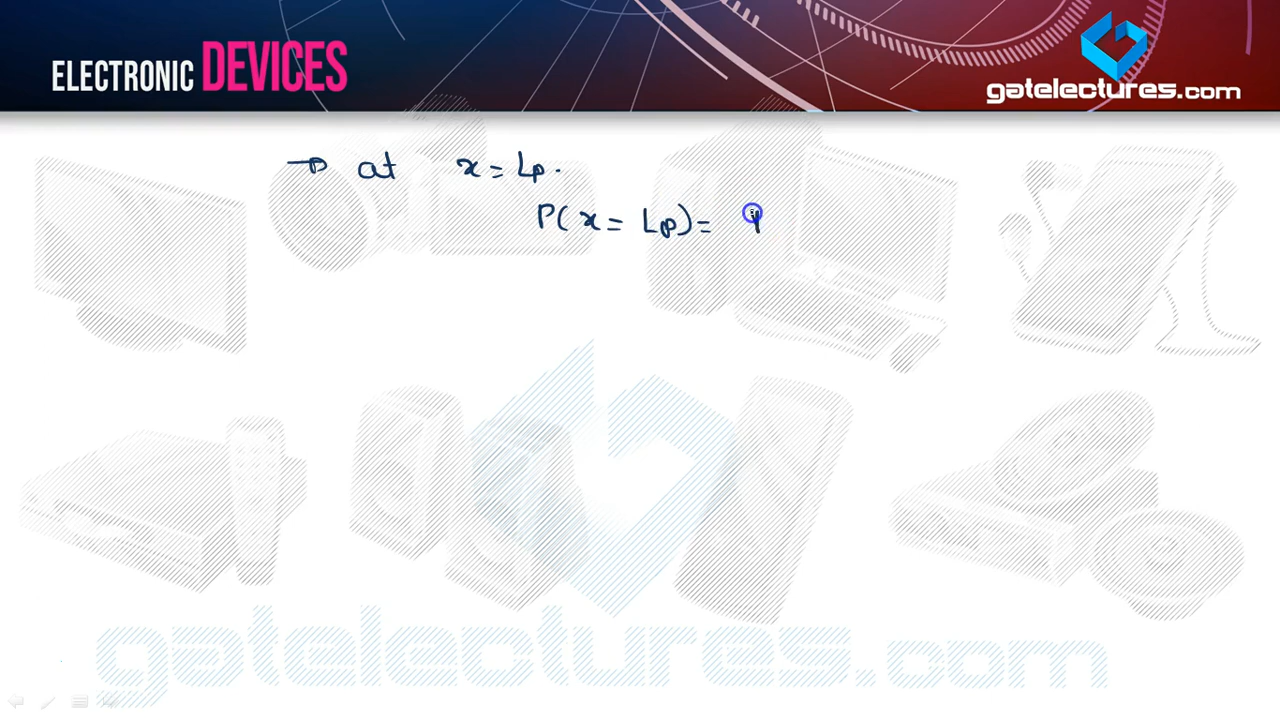 ELECTRONIC DEVICES
gatelectures.com
→ at x = Lp.
P(x = Lp) =
gatelectures.com